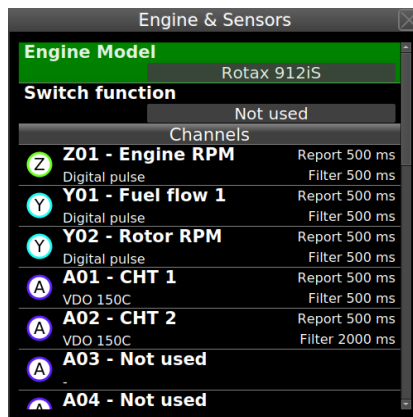 Engine & Sensors
Engine Model
Rotax 912iS
Switch function
Not used
Channels
Z Z01 - Engine RPM Report 500 ms
Digital pulse Filter 500 ms
Y Y01 - Fuel flow 1 Report 500 ms
Digital pulse Filter 500 ms
Y Y02 - Rotor RPM Report 500 ms
Digital pulse Filter 500 ms
A A01 - CHT 1 Report 500 ms
VDO 150C Filter 500 ms
A A02 - CHT 2 Report 500 ms
VDO 150C Filter 2000 ms
A A03 - Not used
-
A A04 - Not used